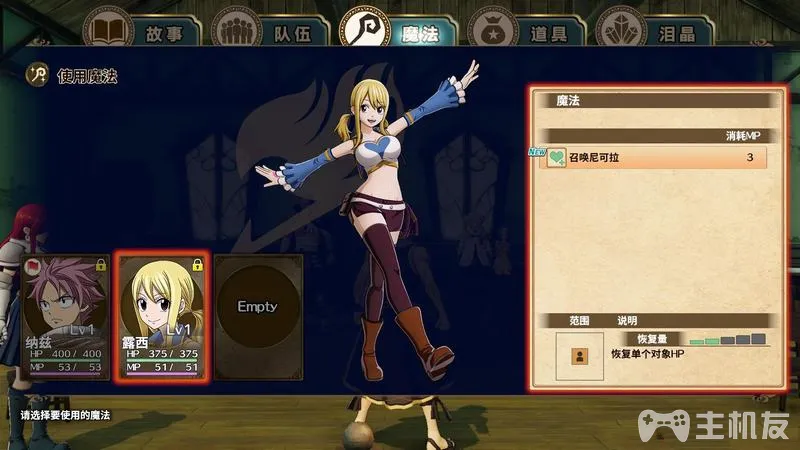 故事 队伍 魔法 道具 泪晶
使用魔法
魔法
消耗MP
NEW 召唤尼可拉 3
Empty
Lv1
纳兹
HP 400/400
MP 53/53
Lv1
露西
HP 375/375
MP 51/51
范围 说明
恢复量
恢复单个对象HP
请选择要使用的魔法
主机友